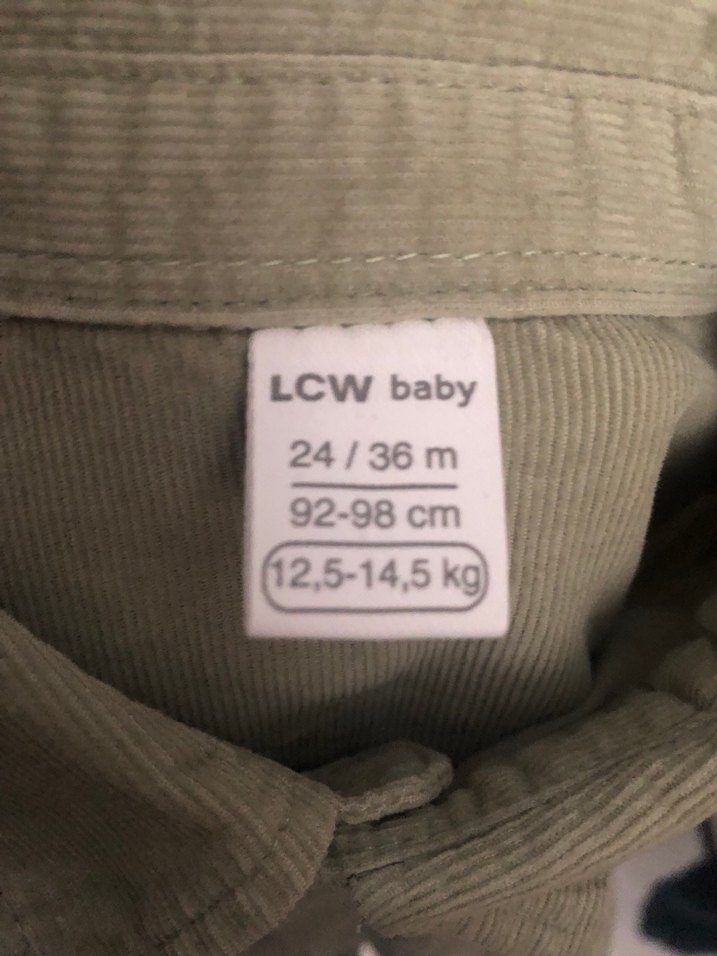 LCW baby
24 / 36 m
92-98 cm
12,5-14,5 kg